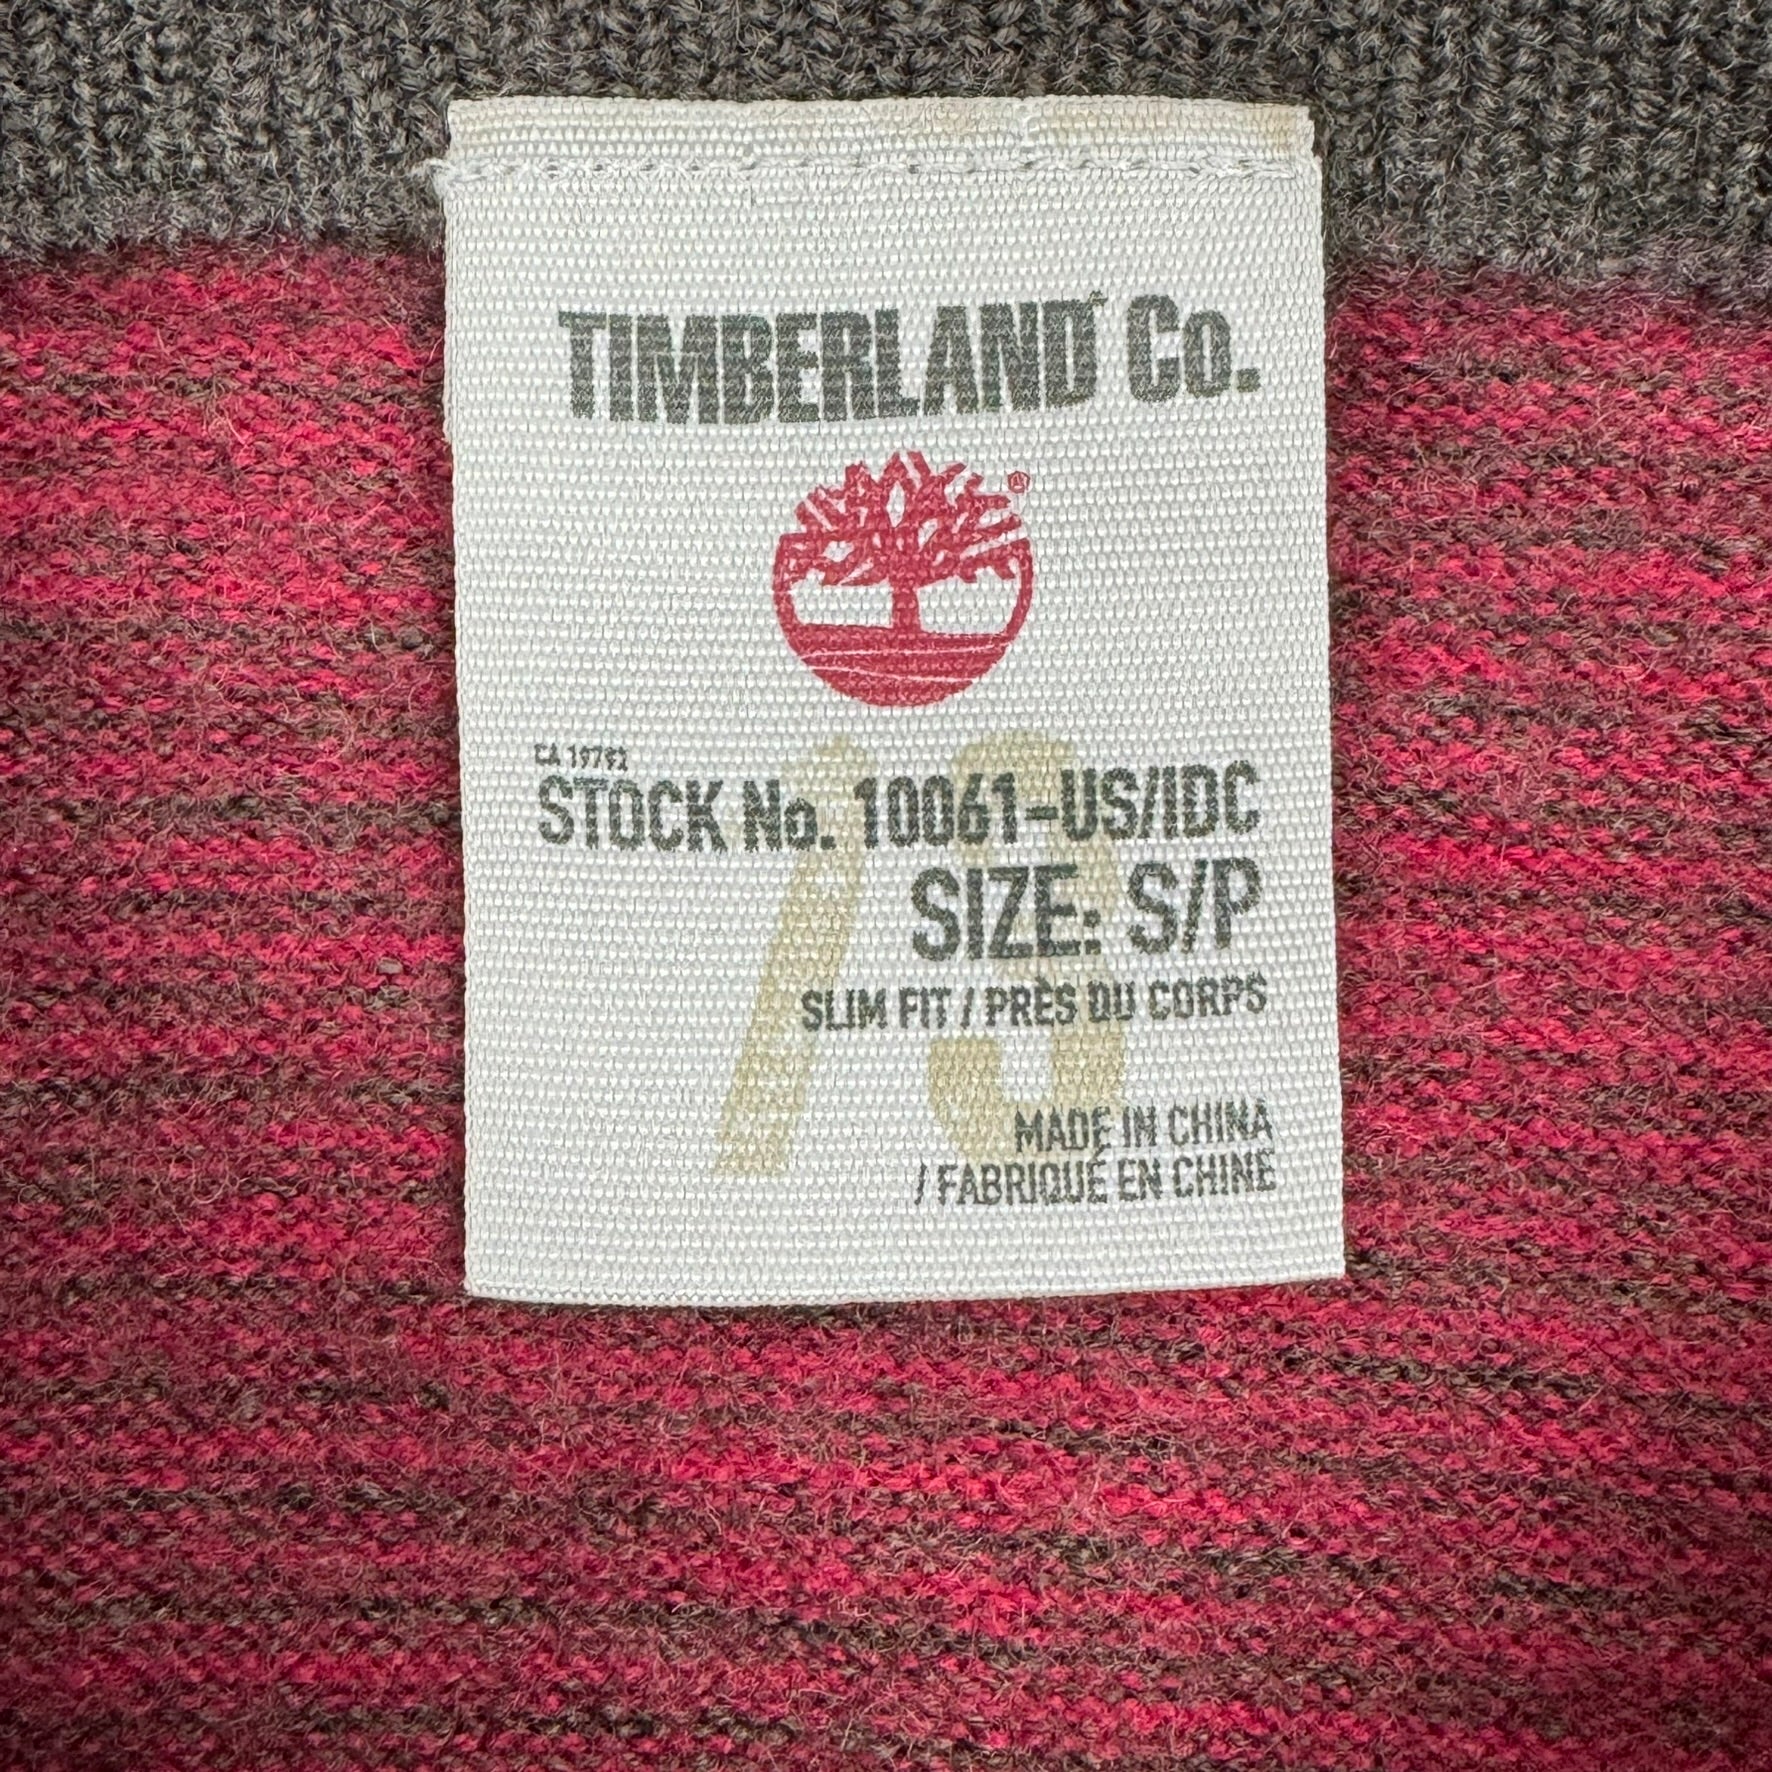 TIMBERLAND® Co.
®
CA 19791
STOCK No. 10061-US/IDC
SIZE: S/P
SLIM FIT / PRÈS DU CORPS
MADE IN CHINA
/ FABRIQUÉ EN CHINE